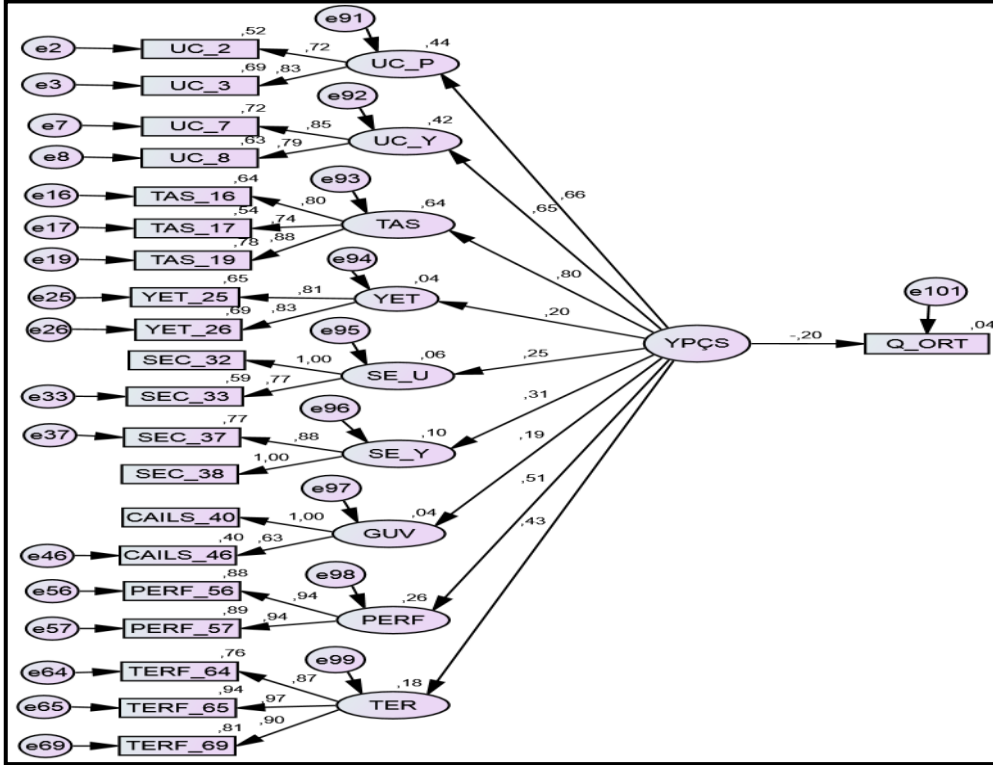 e91
e2 ,52 UC_2 ,72 ,44
UC_P
e3 ,69 UC_3 ,83
e92
e7 ,72 UC_7 ,85 ,42
UC_Y
e8 ,63 UC_8 ,79
e93
e16 ,64 TAS_16 ,80 ,64
e17 ,54 TAS_17 ,74 TAS
e19 ,78 TAS_19 ,88
e94
e25 ,65 YET_25 ,81 ,04
YET
e26 ,69 YET_26 ,83
e95
SEC_32 1,00 ,06
SE_U
e33 ,59 SEC_33 ,77
e96
e37 ,77 SEC_37 ,88 ,10
SE_Y
SEC_38 1,00
e97
CAILS_40 1,00 ,04
GUV
e46 ,40 CAILS_46 ,63
e98
e56 ,88 PERF_56 ,94 ,26
PERF
e57 ,89 PERF_57 ,94
e99
e64 ,76 TERF_64 ,87 ,18
e65 ,94 TERF_65 ,97 TER
e69 ,81 TERF_69 ,90
,66
,65
,80
,20
,25
,31
,19
,51
,43
YPÇS
-,20
e101
,04
Q_ORT